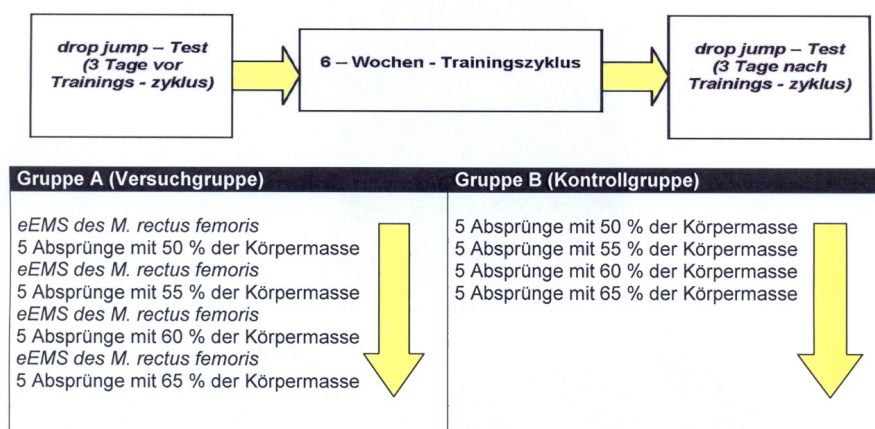 drop jump – Test
(3 Tage vor
Trainings - zyklus)
6 – Wochen - Trainingszyklus
drop jump – Test
(3 Tage nach
Trainings - zyklus)
Gruppe A (Versuchgruppe)
eEMS des M. rectus femoris
5 Absprünge mit 50 % der Körpermasse
eEMS des M. rectus femoris
5 Absprünge mit 55 % der Körpermasse
eEMS des M. rectus femoris
5 Absprünge mit 60 % der Körpermasse
eEMS des M. rectus femoris
5 Absprünge mit 65 % der Körpermasse
Gruppe B (Kontrollgruppe)
5 Absprünge mit 50 % der Körpermasse
5 Absprünge mit 55 % der Körpermasse
5 Absprünge mit 60 % der Körpermasse
5 Absprünge mit 65 % der Körpermasse